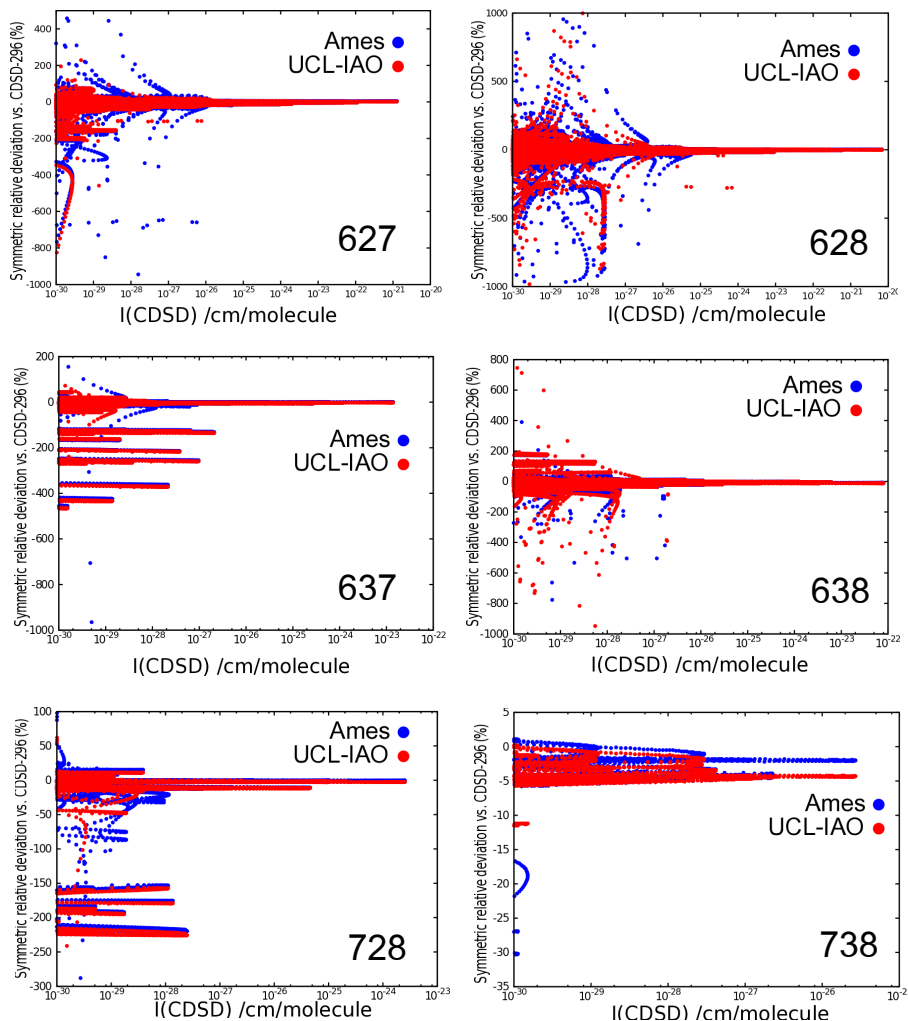 Symmetric relative deviation vs. CDSD-296 (%)
400
200
0
-200
-400
-600
-800
-1000
Ames
UCL-IAO
627
10-30 10-29 10-28 10-27 10-26 10-25 10-24 10-23 10-22 10-21 10-20
I(CDSD) /cm/molecule
Symmetric relative deviation vs. CDSD-296 (%)
1000
500
0
-500
-1000
Ames
UCL-IAO
628
10-30 10-29 10-28 10-27 10-26 10-25 10-24 10-23 10-22 10-21 10-20
I(CDSD) /cm/molecule
Symmetric relative deviation vs. CDSD-296 (%)
200
0
-200
-400
-600
-800
-1000
Ames
UCL-IAO
637
10-30 10-29 10-28 10-27 10-26 10-25 10-24 10-23 10-22
I(CDSD) /cm/molecule
Symmetric relative deviation vs. CDSD-296 (%)
800
600
400
200
0
-200
-400
-600
-800
-1000
Ames
UCL-IAO
638
10-30 10-29 10-28 10-27 10-26 10-25 10-24 10-23 10-22
I(CDSD) /cm/molecule
Symmetric relative deviation vs. CDSD-296 (%)
100
50
0
-50
-100
-150
-200
-250
-300
Ames
UCL-IAO
728
10-30 10-29 10-28 10-27 10-26 10-25 10-24 10-23
I(CDSD) /cm/molecule
Symmetric relative deviation vs. CDSD-296 (%)
5
0
-5
-10
-15
-20
-25
-30
-35
Ames
UCL-IAO
738
10-30 10-29 10-28 10-27 10-26
I(CDSD) /cm/molecule